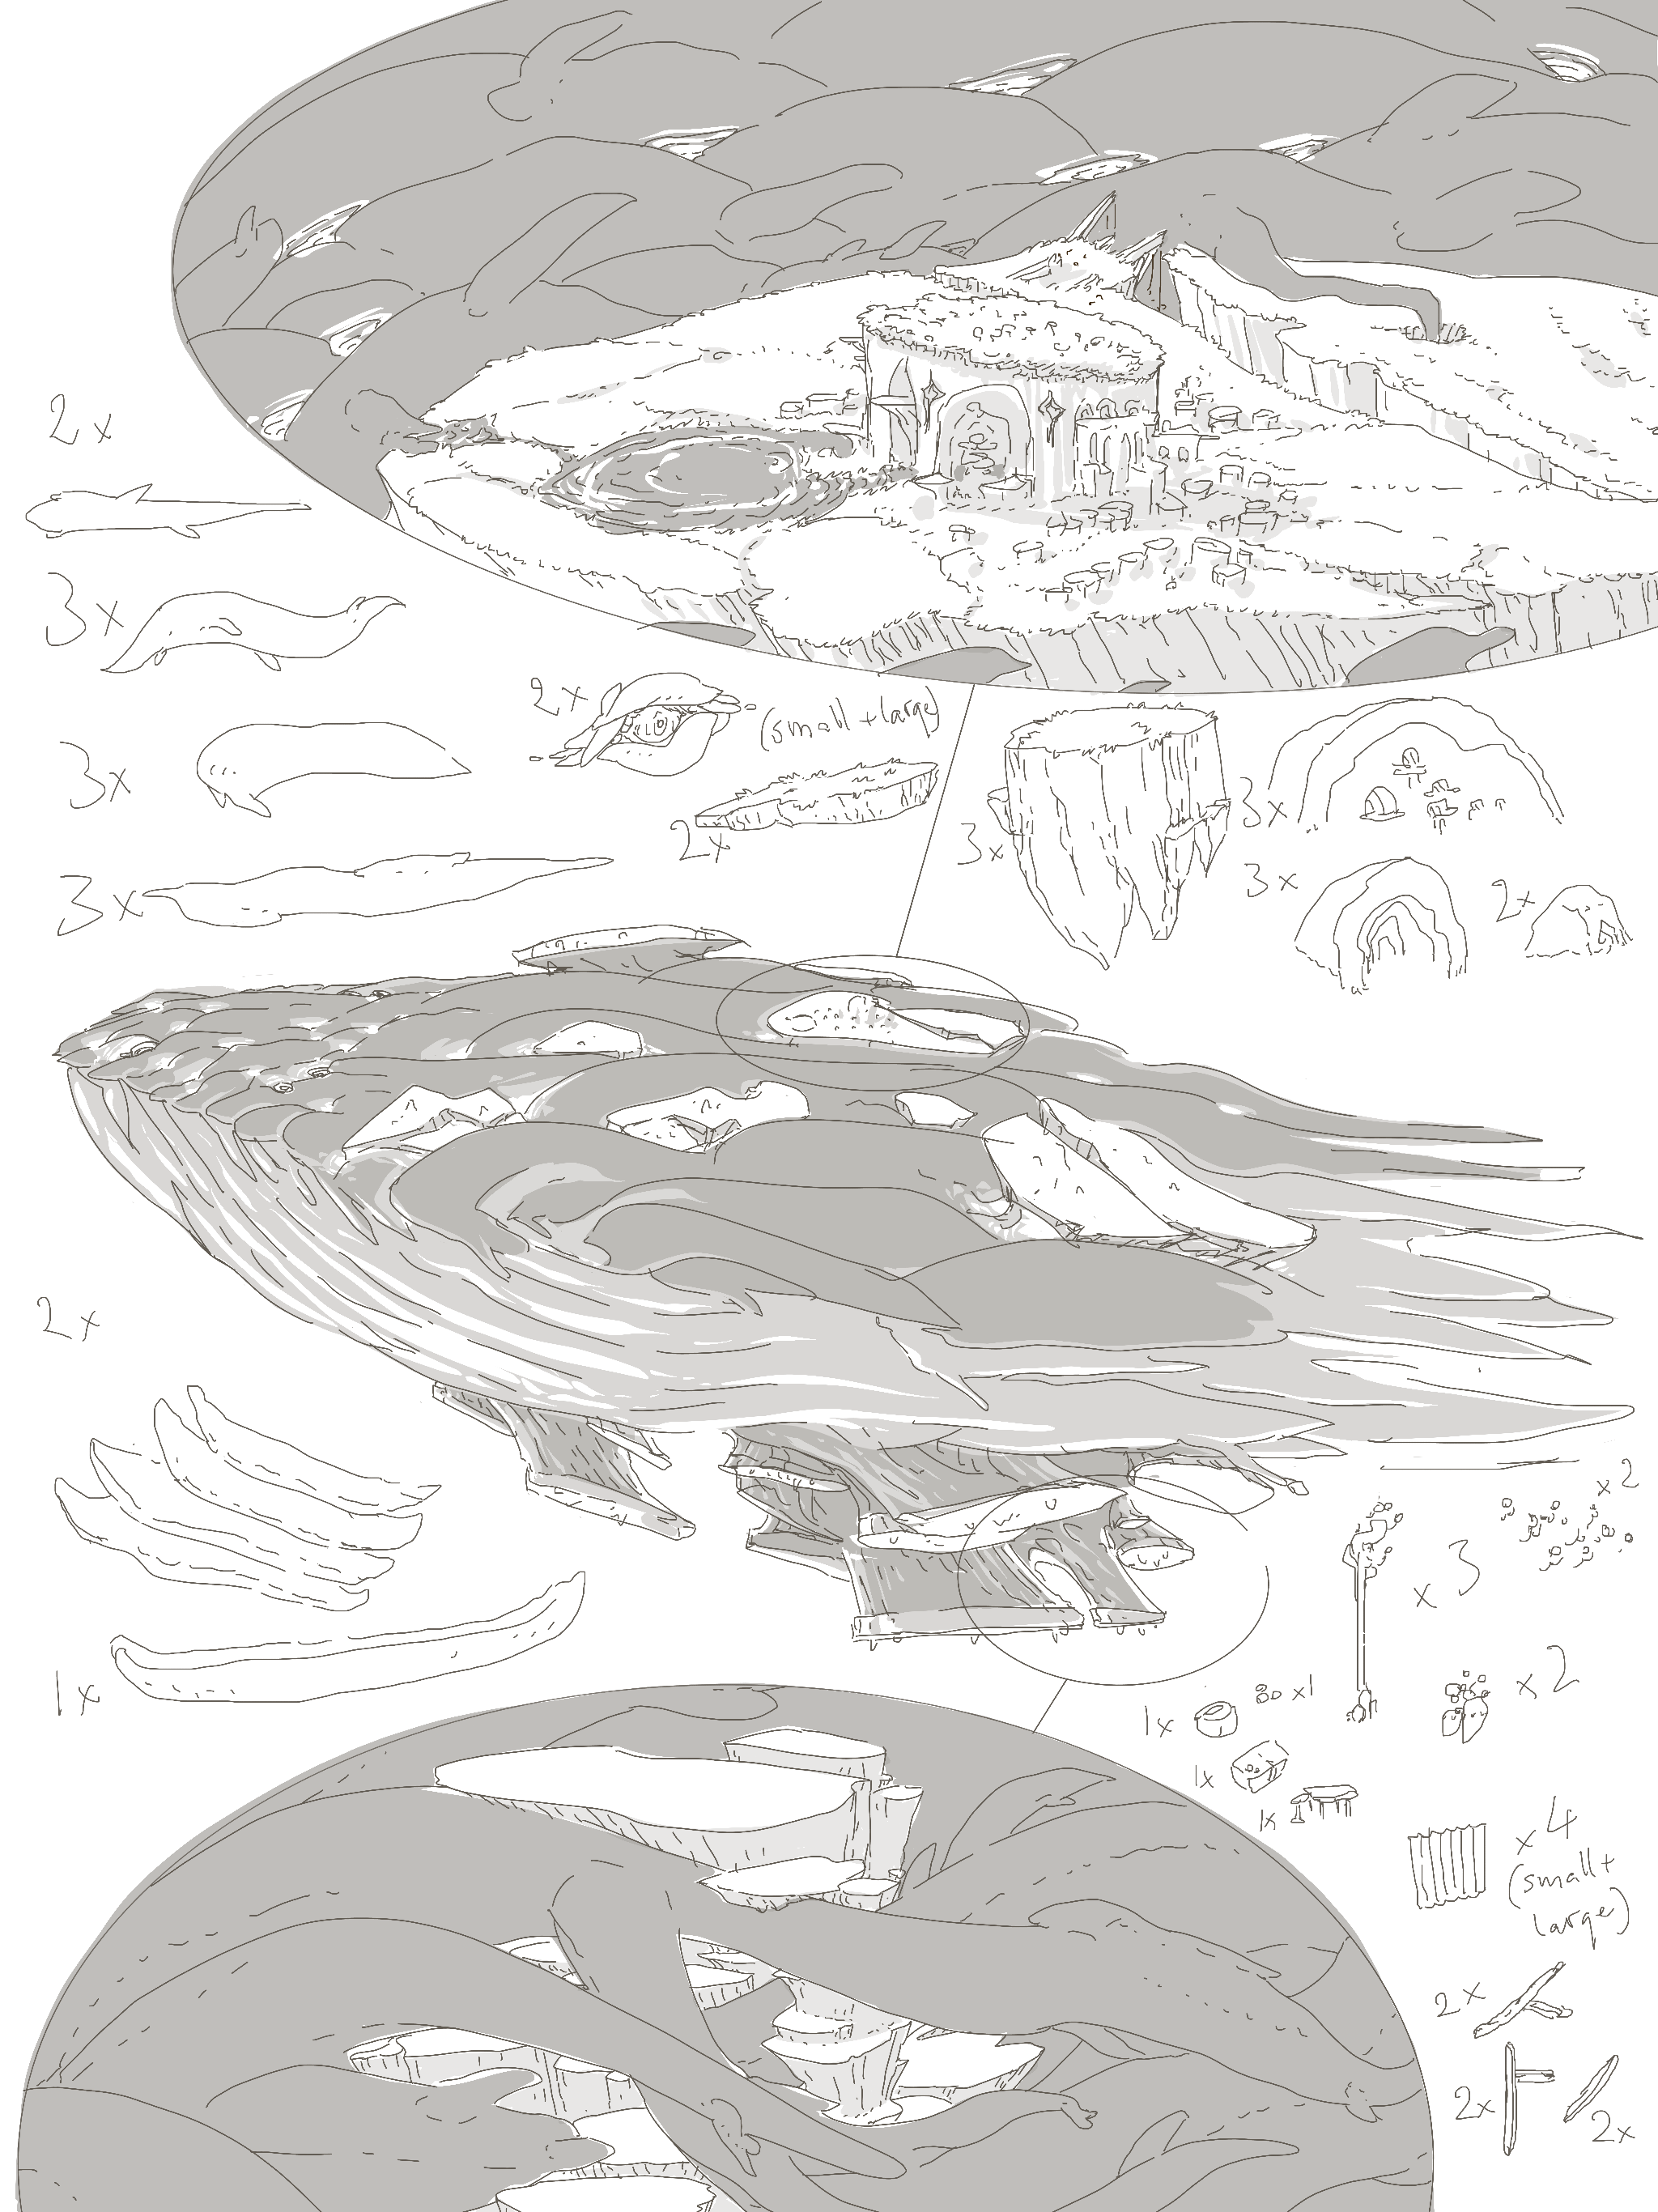 2x
3x
2x (small + large)
3x
2x
3x
3x
3x
3x
2x
2x
x2
x3
1x
x1
1x
x2
1x
1x
x4
(small +
large)
2x
2x
2x